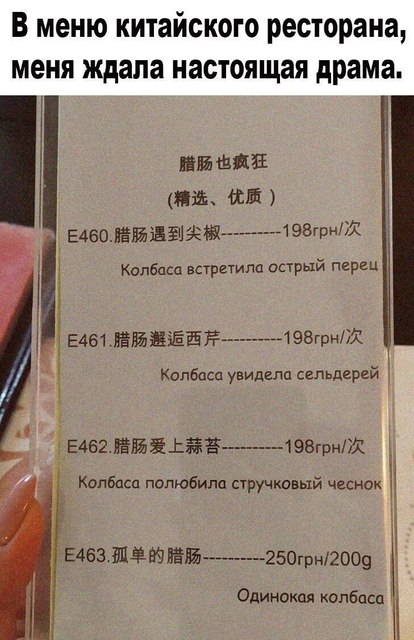 В меню китайского ресторана,
меня ждала настоящая драма.
腊肠也疯狂
(精选、优质)
E460.腊肠遇到尖椒----------198грн/次
Колбаса встретила острый перец
E461.腊肠邂逅西芹----------198грн/次
Колбаса увидела сельдерей
E462.腊肠爱上蒜苔----------198грн/次
Колбаса полюбила стручковый чеснок
E463.孤单的腊肠----------250грн/200g
Одинокая колбаса